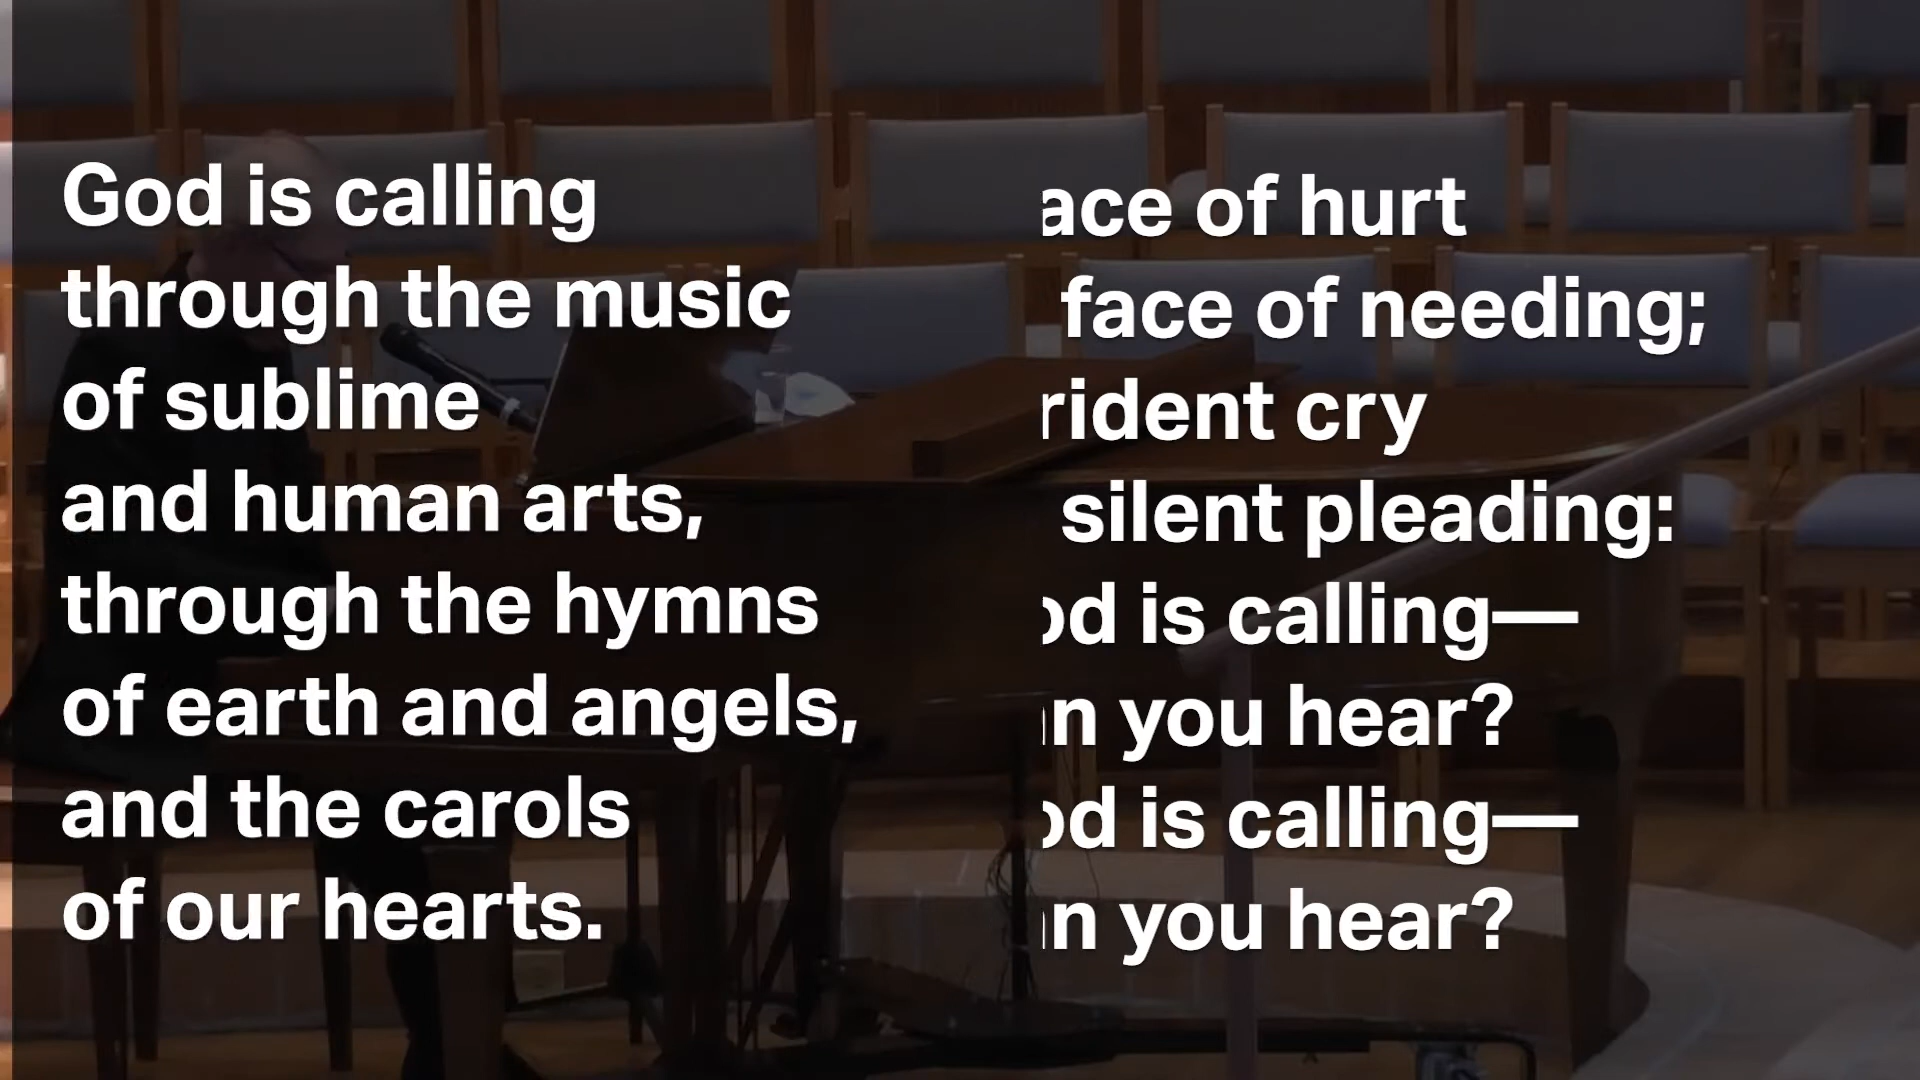 God is calling
through the music
of sublime
and human arts,
through the hymns
of earth and angels,
and the carols
of our hearts.
ace of hurt
face of needing;
rident cry
silent pleading:
od is calling—
n you hear?
od is calling—
n you hear?